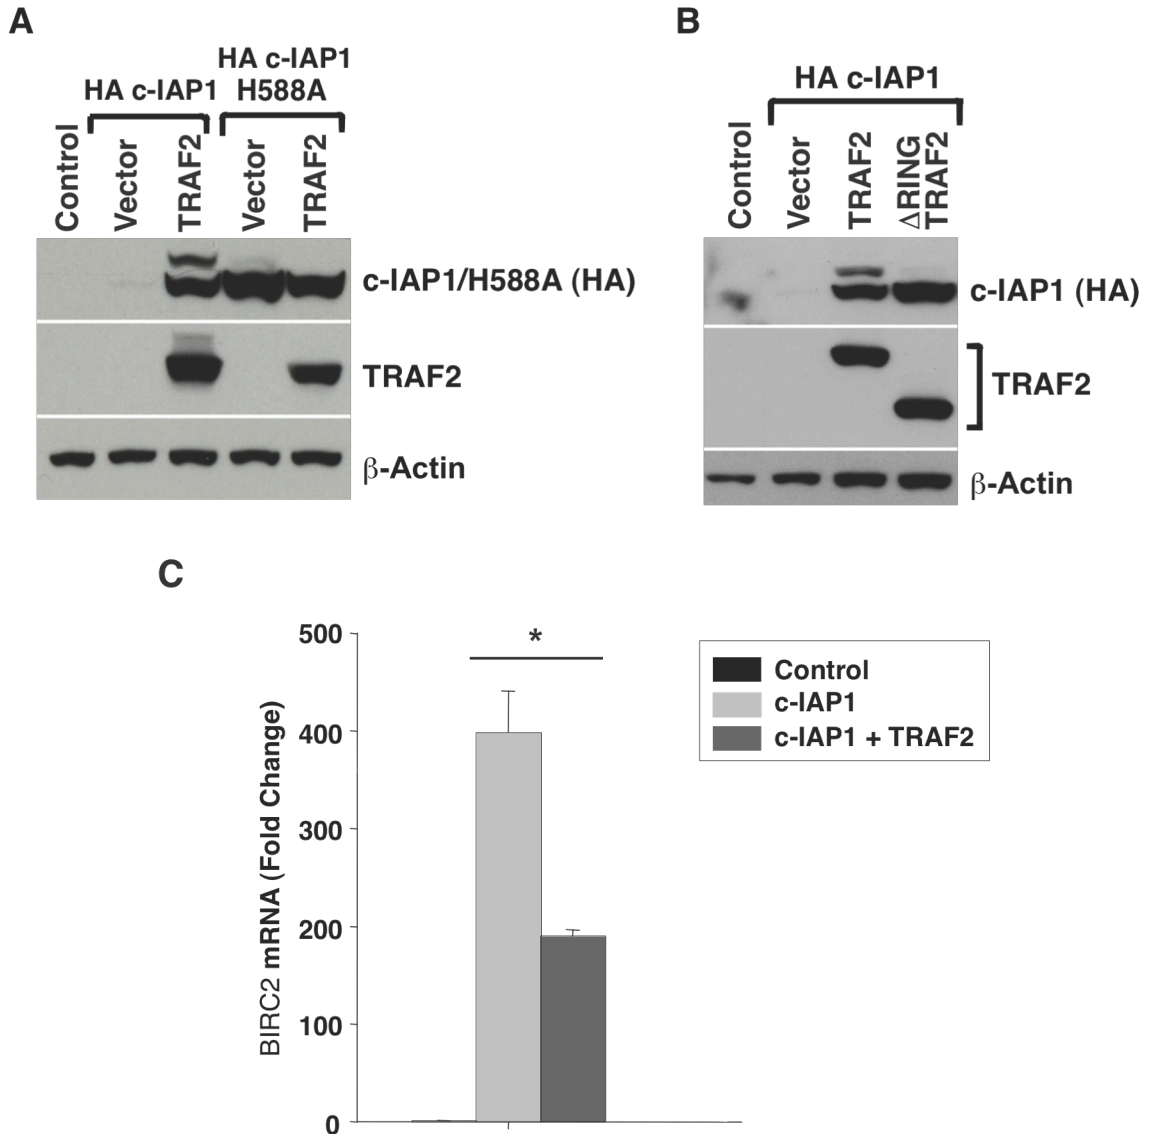 A
HA c-IAP1
HA c-IAP1
H588A
Control
Vector
TRAF2
Vector
TRAF2
c-IAP1/H588A (HA)
TRAF2
β-Actin
B
HA c-IAP1
Control
Vector
TRAF2
ΔRING
TRAF2
c-IAP1 (HA)
TRAF2
β-Actin
C
BIRC2 mRNA (Fold Change)
500
400
300
200
100
0
*
Control
c-IAP1
c-IAP1 + TRAF2